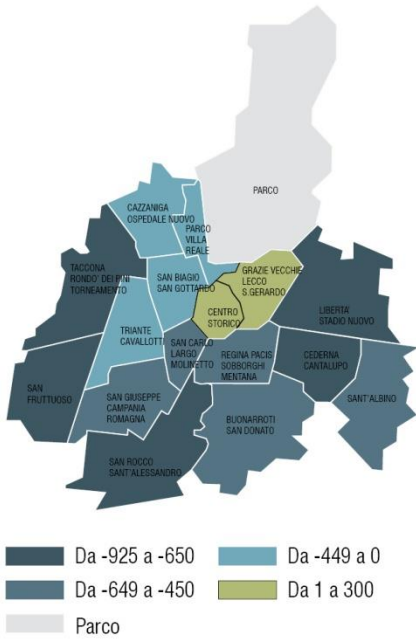 PARCO
CAZZANIGA
OSPEDALE NUOVO
PARCO
VILLA
REALE
GRAZIE VECCHIE
LECCO
S.GERARDO
TACCONA
RONDO' DEI PINI
TORNEAMENTO
SAN BIAGIO
SAN GOTTARDO
CENTRO
STORICO
LIBERTA'
STADIO NUOVO
TRIANTE
CAVALLOTTI
SAN CARLO
LARGO
MOLINETTO
REGINA PACIS
SOBBORGHI
MENTANA
CEDERNA
CANTALUPO
SAN
FRUTTUOSO
SAN GIUSEPPE
CAMPANIA
ROMAGNA
SANT'ALBINO
BUONARROTI
SAN DONATO
SAN ROCCO
SANT'ALESSANDRO
Da -925 a -650
Da -449 a 0
Da -649 a -450
Da 1 a 300
Parco